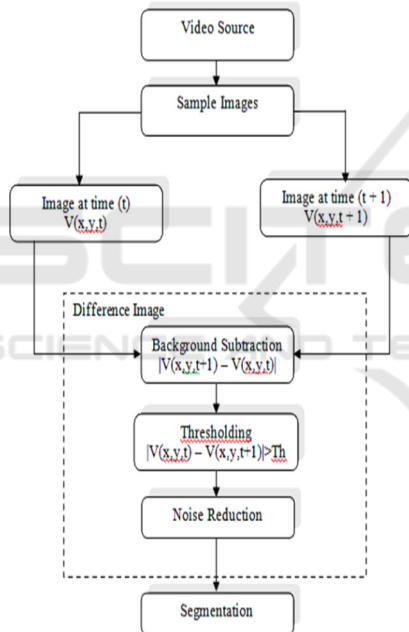 Video Source
Sample Images
Image at time (t)
V(x,y,t)
Image at time (t + 1)
V(x,y,t + 1)
Difference Image
Background Subtraction
|V(x,y,t+1) – V(x,y,t)|
Thresholding
|V(x,y,t) – V(x,y,t+1)|>Th
Noise Reduction
Segmentation